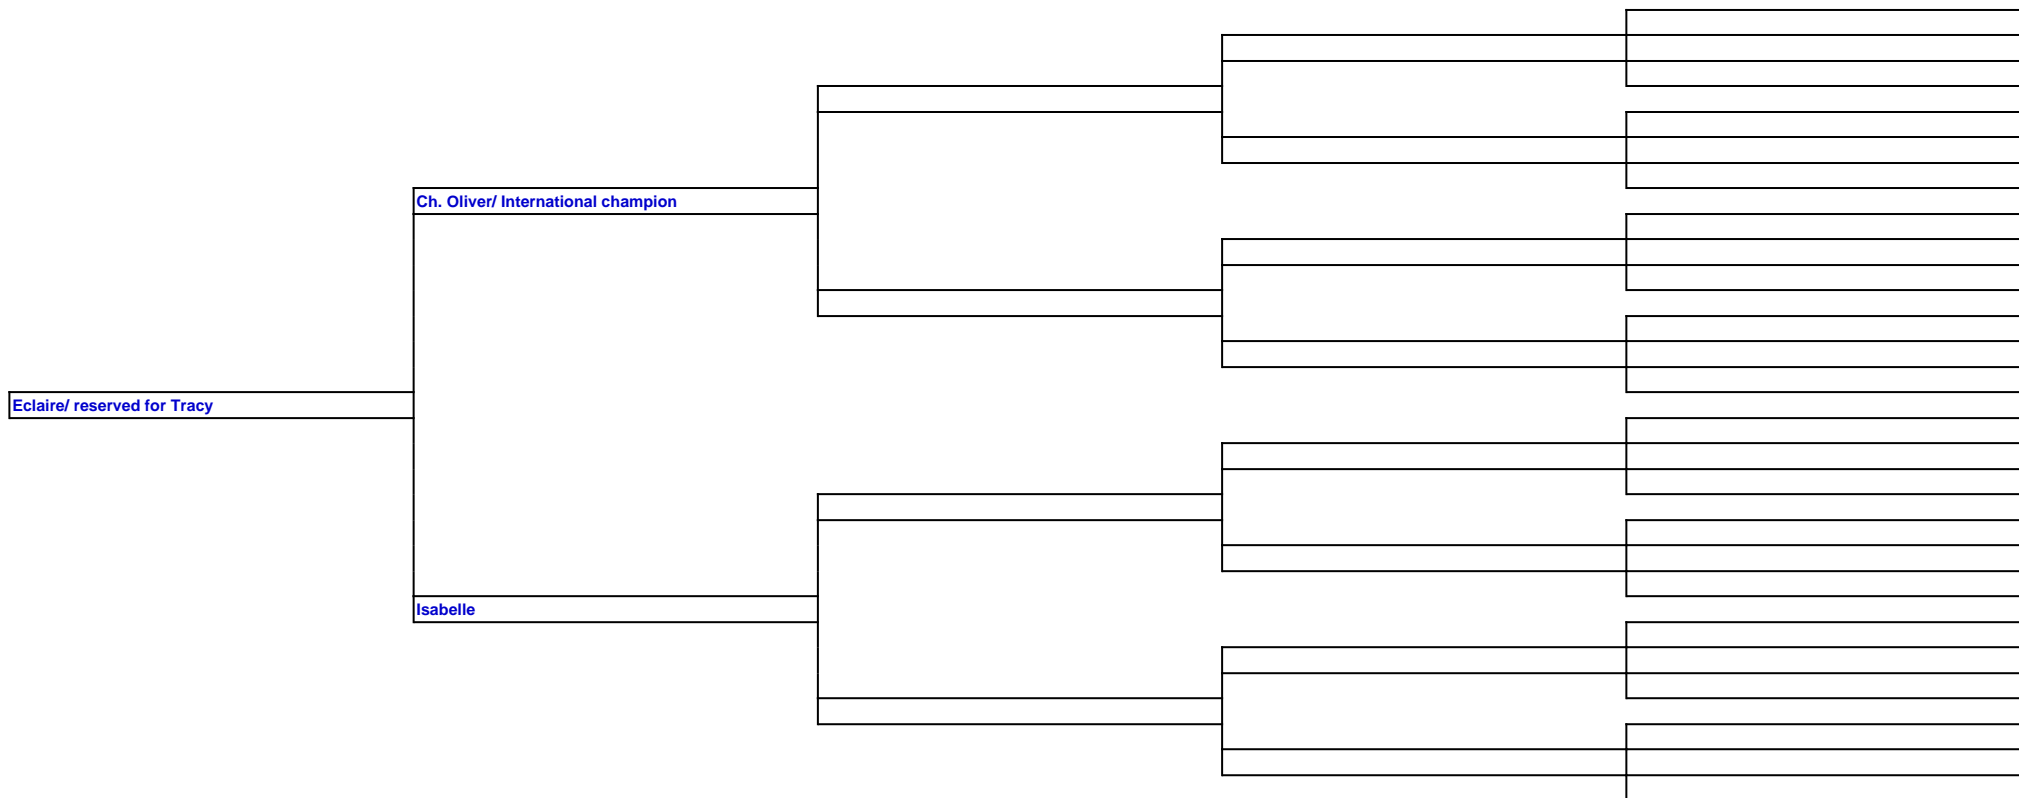 Ch. Oliver/ International champion
Eclaire/ reserved for Tracy
Isabelle